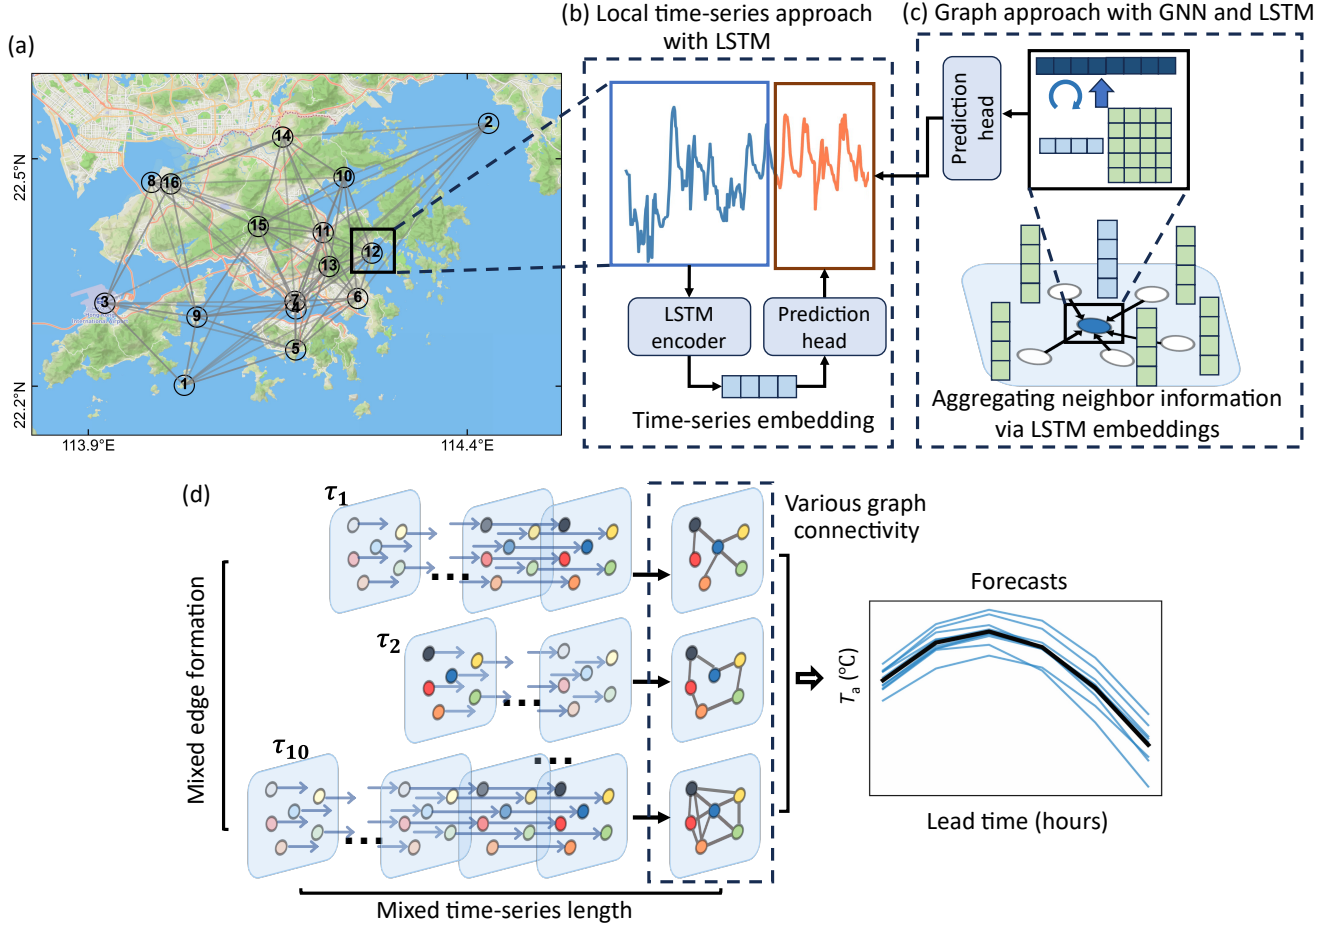 (a)
(b) Local time-series approach
with LSTM
(c) Graph approach with GNN and LSTM
22.5°N
22.2°N
113.9°E
114.4°E
2
14
8
16
10
15
11
12
13
3
7
4
6
9
5
1
LSTM
encoder
Prediction
head
Time-series embedding
Prediction
head
Aggregating neighbor information
via LSTM embeddings
(d)
τ1
τ2
τ10
...
...
...
...
Mixed edge formation
Mixed time-series length
Various graph
connectivity
Forecasts
Ta (°C)
Lead time (hours)